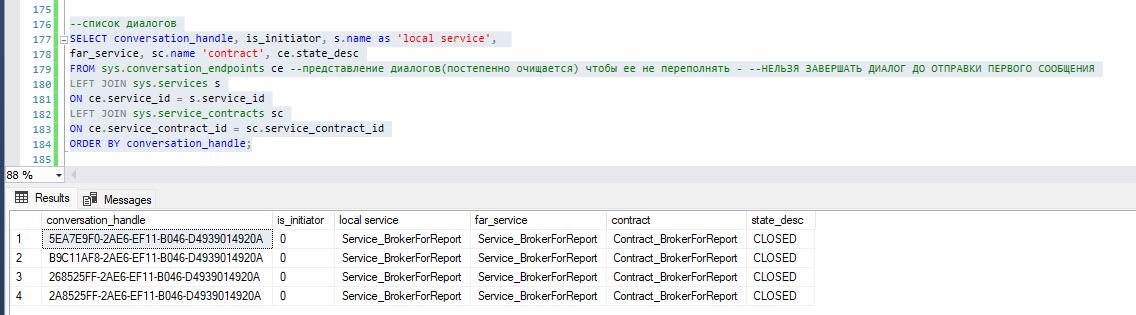 175
176 --список диалогов
177 SELECT conversation_handle, is_initiator, s.name as 'local service',
178 far_service, sc.name 'contract', ce.state_desc
179 FROM sys.conversation_endpoints ce --представление диалогов(постепенно очищается) чтобы ее не переполнять - --НЕЛЬЗЯ ЗАВЕРШАТЬ ДИАЛОГ ДО ОТПРАВКИ ПЕРВОГО СООБЩЕНИЯ
180 LEFT JOIN sys.services s
181 ON ce.service_id = s.service_id
182 LEFT JOIN sys.service_contracts sc
183 ON ce.service_contract_id = sc.service_contract_id
184 ORDER BY conversation_handle;
185
88 %
Results Messages
conversation_handle is_initiator local service far_service contract state_desc
1 5EA7E9F0-2AE6-EF11-B046-D4939014920A 0 Service_BrokerForReport Service_BrokerForReport Contract_BrokerForReport CLOSED
2 B9C11AF8-2AE6-EF11-B046-D4939014920A 0 Service_BrokerForReport Service_BrokerForReport Contract_BrokerForReport CLOSED
3 268525FF-2AE6-EF11-B046-D4939014920A 0 Service_BrokerForReport Service_BrokerForReport Contract_BrokerForReport CLOSED
4 2A8525FF-2AE6-EF11-B046-D4939014920A 0 Service_BrokerForReport Service_BrokerForReport Contract_BrokerForReport CLOSED